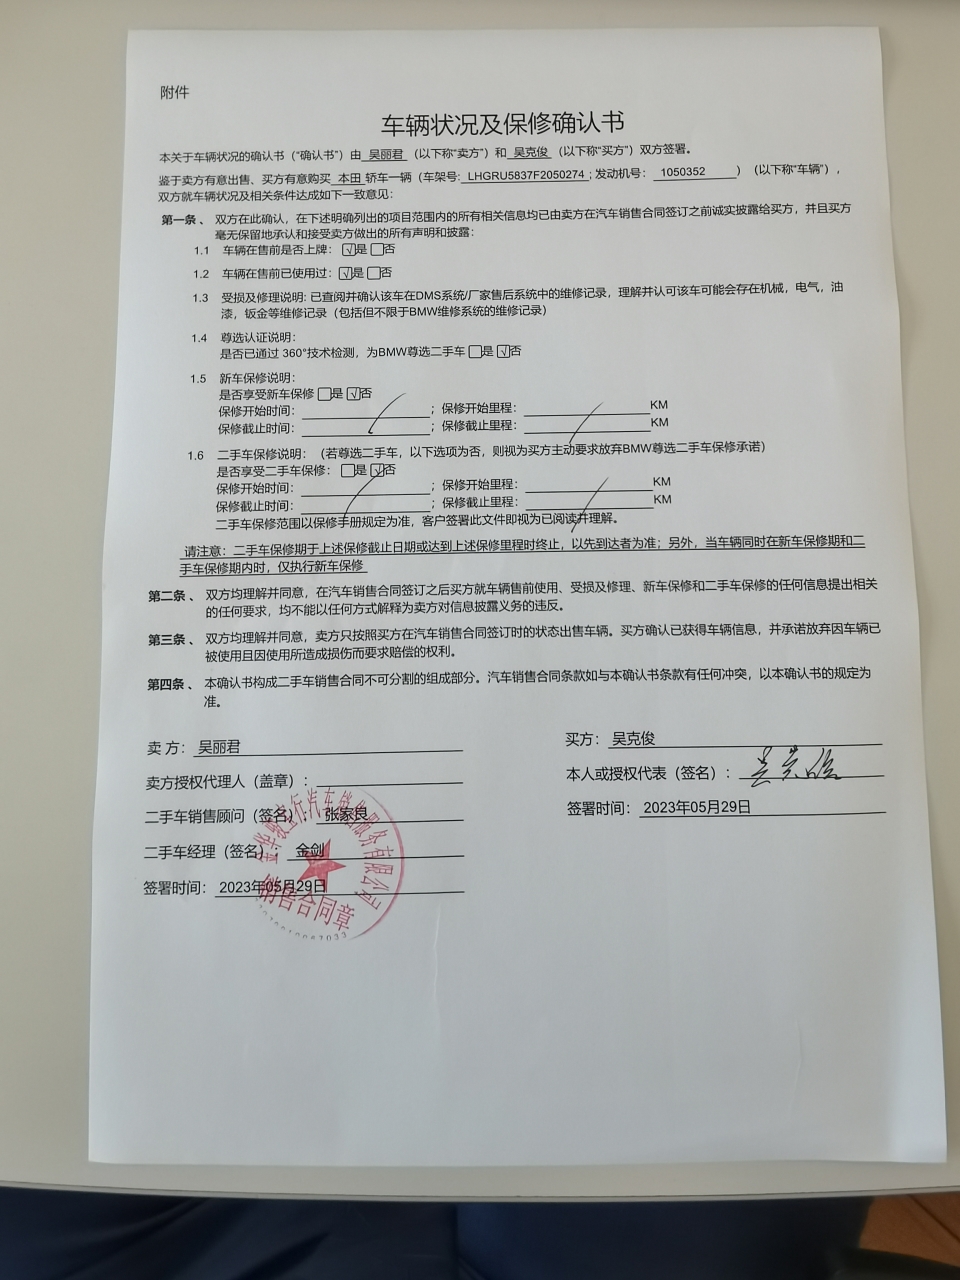 附件
车辆状况及保修确认书
本关于车辆状况的确认书（“确认书”）由 吴丽君 （以下称“卖方”）和 吴克俊 （以下称“买方”）双方签署。
鉴于卖方有意出售、买方有意购买 本田 轿车一辆（车架号: LHGRU5837F2050274 ; 发动机号： 1050352 ）（以下称“车辆”），
双方就车辆状况及相关条件达成如下一致意见：
第一条 、 双方在此确认，在下述明确列出的项目范围内的所有相关信息均已由卖方在汽车销售合同签订之前诚实披露给买方，并且买方
毫无保留地承认和接受卖方做出的所有声明和披露：
1.1 车辆在售前是否上牌：☑是 □否
1.2 车辆在售前已使用过：☑是 □否
1.3 受损及修理说明: 已查阅并确认该车在DMS系统/厂家售后系统中的维修记录，理解并认可该车可能会存在机械，电气，油
漆，钣金等维修记录（包括但不限于BMW维修系统的维修记录）
1.4 尊选认证说明:
是否已通过 360°技术检测，为BMW尊选二手车 □是 ☑否
1.5 新车保修说明:
是否享受新车保修 □是 ☑否
保修开始时间： ；保修开始里程： KM
保修截止时间： ；保修截止里程： KM
1.6 二手车保修说明: （若尊选二手车，以下选项为否，则视为买方主动要求放弃BMW尊选二手车保修承诺）
是否享受二手车保修： □是 ☑否
保修开始时间： ；保修开始里程： KM
保修截止时间： ；保修截止里程： KM
二手车保修范围以保修手册规定为准，客户签署此文件即视为已阅读并理解。
请注意：二手车保修期于上述保修截止日期或达到上述保修里程时终止，以先到达者为准；另外，当车辆同时在新车保修期和二
手车保修期内时，仅执行新车保修
第二条 、 双方均理解并同意，在汽车销售合同签订之后买方就车辆售前使用、受损及修理、新车保修和二手车保修的任何信息提出相关
的任何要求，均不能以任何方式解释为卖方对信息披露义务的违反。
第三条 、 双方均理解并同意，卖方只按照买方在汽车销售合同签订时的状态出售车辆。买方确认已获得车辆信息，并承诺放弃因车辆已
被使用且因使用所造成损伤而要求赔偿的权利。
第四条 、 本确认书构成二手车销售合同不可分割的组成部分。汽车销售合同条款如与本确认书条款有任何冲突，以本确认书的规定为
准。
卖 方： 吴丽君
卖方授权代理人（盖章）：
二手车销售顾问（签名）： 张家良
二手车经理（签名）： 金剑
签署时间： 2023年05月29日
销售合同章
买方： 吴克俊
本人或授权代表（签名）： 吴克俊
签署时间： 2023年05月29日